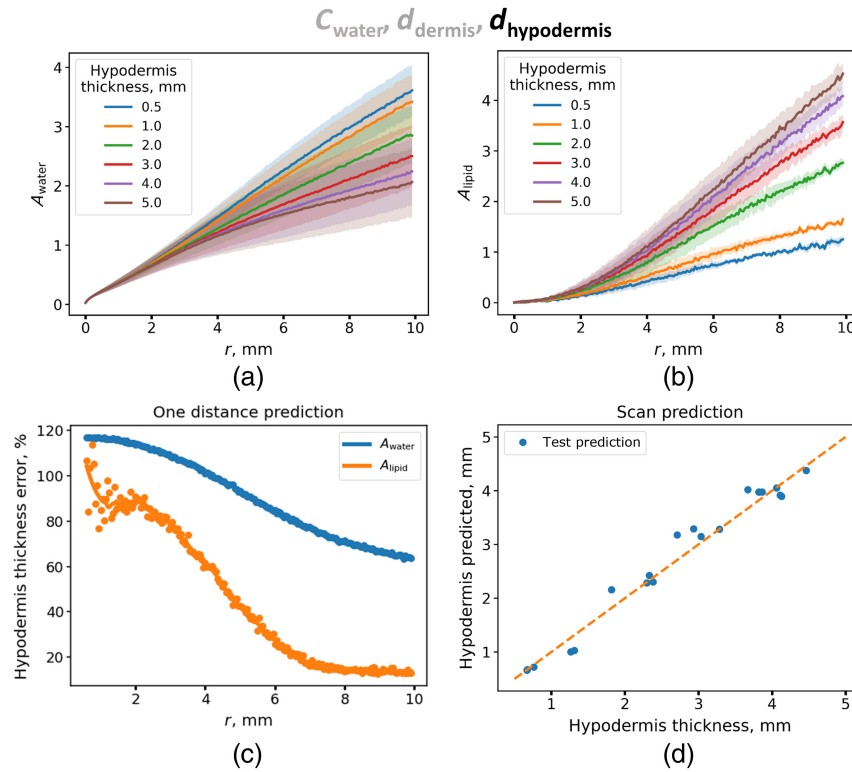 C_water, d_dermis, d_hypodermis
Hypodermis
thickness, mm
0.5
1.0
2.0
3.0
4.0
5.0
A_water
4
3
2
1
0
0 2 4 6 8 10
r, mm
(a)
Hypodermis
thickness, mm
0.5
1.0
2.0
3.0
4.0
5.0
A_lipid
4
3
2
1
0
0 2 4 6 8 10
r, mm
(b)
One distance prediction
A_water
A_lipid
Hypodermis thickness error, %
120
100
80
60
40
20
2 4 6 8 10
r, mm
(c)
Scan prediction
Test prediction
Hypodermis predicted, mm
5
4
3
2
1
1 2 3 4 5
Hypodermis thickness, mm
(d)